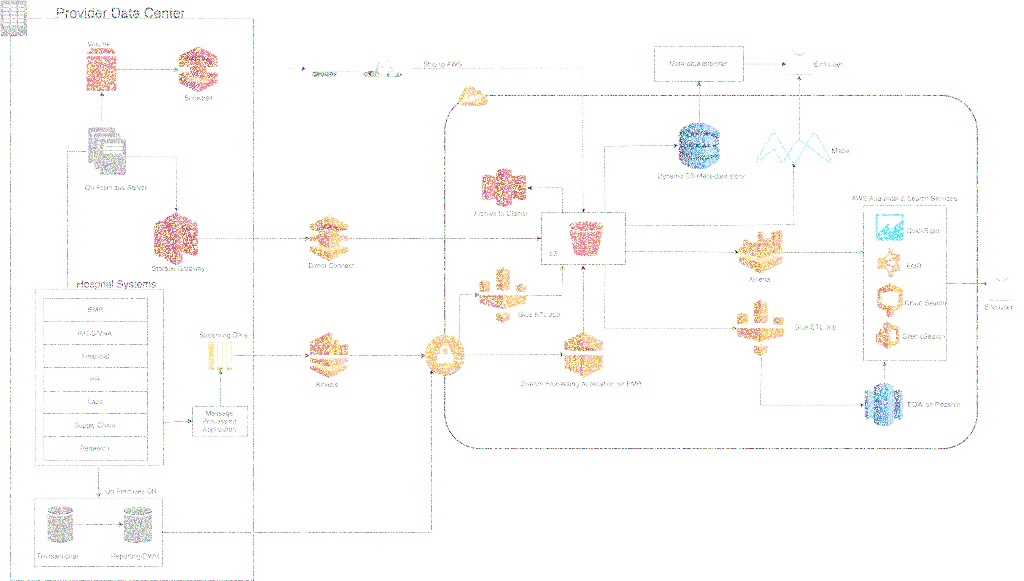 Provider Data Center
Volume
Snowball
Ship to AWS
Meta-data explorer
End User
On Premises Server
Dynamo DB Meta-data store
Macie
Archive to Glacier
AWS Analytical & Search Services
S3
QuickSight
Storage Gateway
Direct Connect
EMR
Athena
Hospital Systems
EMR
Cloud Search
End User
Glue ETL Job
PACS/VNA
Streaming Data
Glue ETL Job
ElasticSearch
Financial
Kinesis
Stream Processing Application on EMR
HR
Labs
EDW on Redshift
Message
Processing
Application
Supply Chain
Research
On Premises DB
Transactional
Reporting/DWH